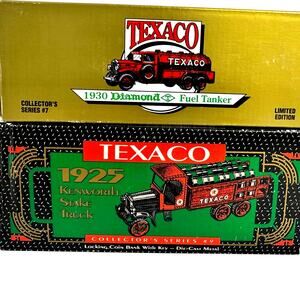 TEXACO
TEXACO
1930 Diamond T Fuel Tanker
COLLECTOR'S
SERIES #7
LIMITED
EDITION
TEXACO
1925
Kenworth
Stake
Truck
TEXACO
COLLECTOR'S SERIES #9
Locking Coin Bank With Key – Die-Cast Metal